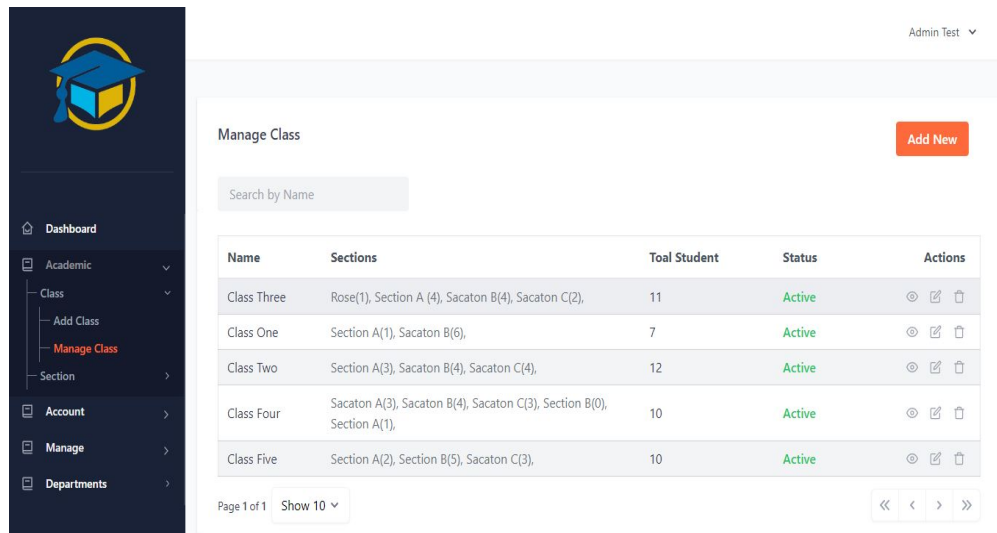 Admin Test
Manage Class
Add New
Search by Name
Dashboard
Academic
Class
Add Class
Manage Class
Section
Account
Manage
Departments
Name Sections Toal Student Status Actions
Class Three Rose(1), Section A (4), Sacaton B(4), Sacaton C(2), 11 Active
Class One Section A(1), Sacaton B(6), 7 Active
Class Two Section A(3), Sacaton B(4), Sacaton C(4), 12 Active
Class Four Sacaton A(3), Sacaton B(4), Sacaton C(3), Section B(0), 10 Active
Section A(1),
Class Five Section A(2), Section B(5), Sacaton C(3), 10 Active
Page 1 of 1 Show 10